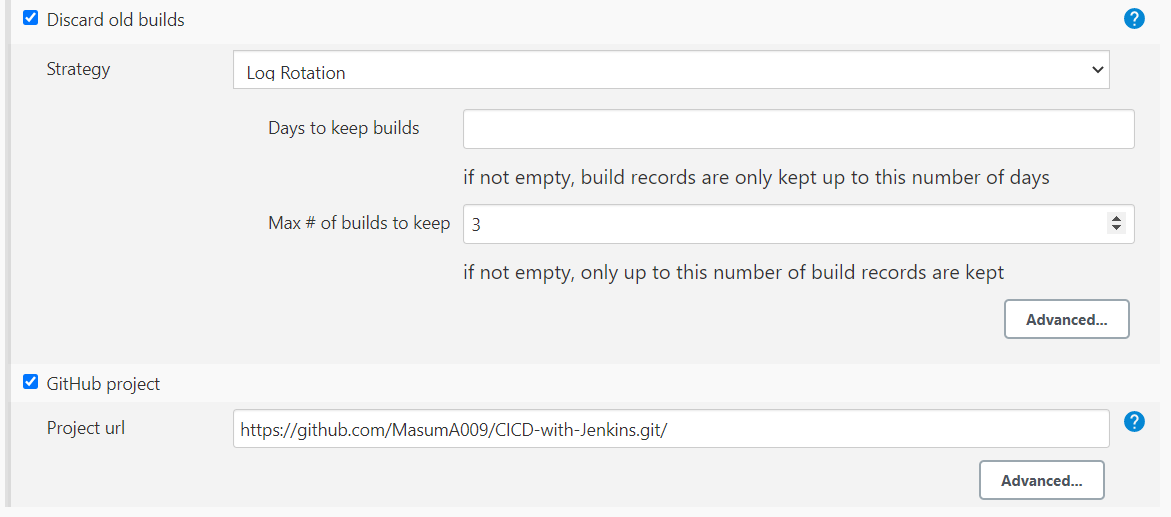 Discard old builds
?
Strategy
Log Rotation
Days to keep builds
if not empty, build records are only kept up to this number of days
Max # of builds to keep
3
if not empty, only up to this number of build records are kept
Advanced...
GitHub project
Project url
https://github.com/MasumA009/CICD-with-Jenkins.git/
?
Advanced...